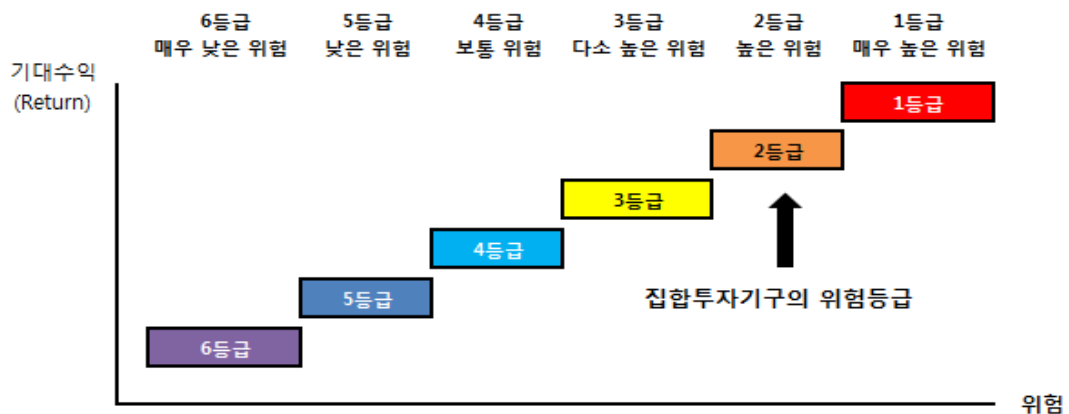 6등급 5등급 4등급 3등급 2등급 1등급
매우 낮은 위험 낮은 위험 보통 위험 다소 높은 위험 높은 위험 매우 높은 위험
기대수익
(Return)
1등급
2등급
3등급
4등급
5등급
집합투자기구의 위험등급
6등급
위험